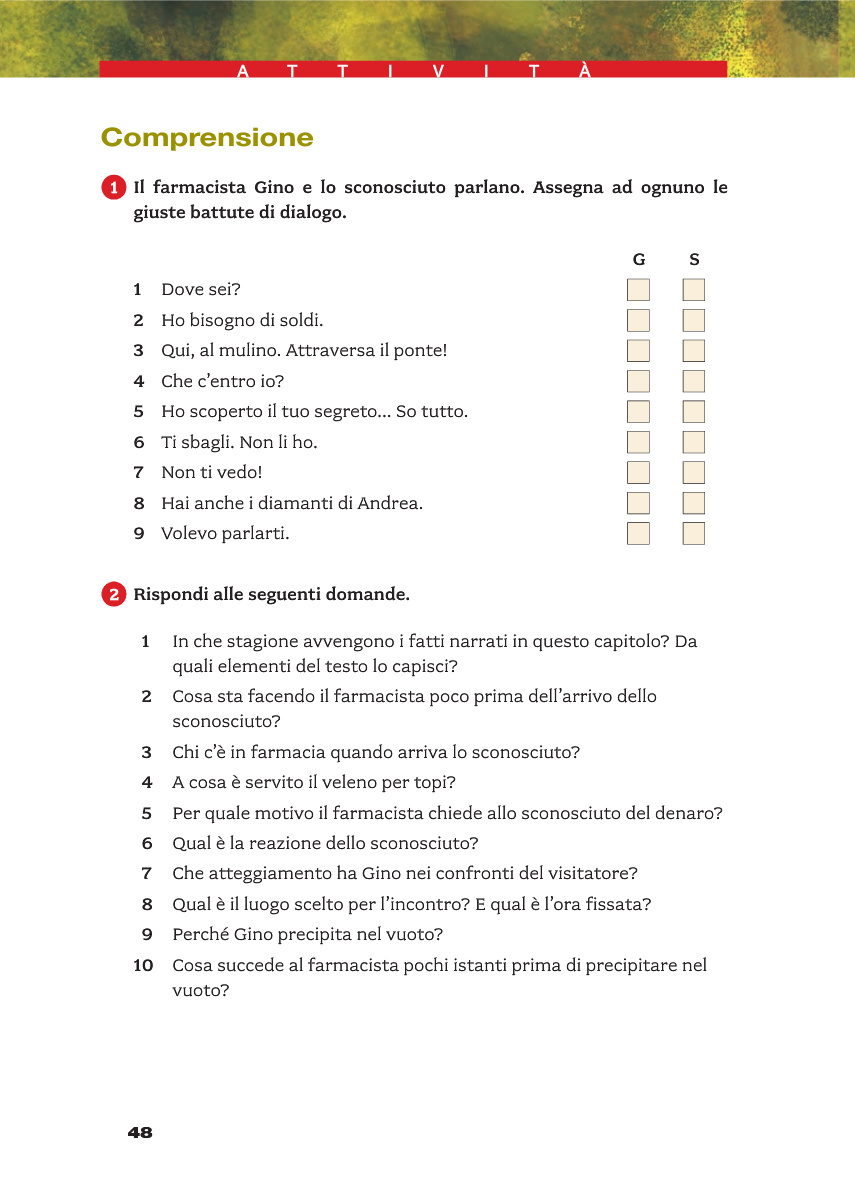 ATTIVITÀ
Comprensione
1 Il farmacista Gino e lo sconosciuto parlano. Assegna ad ognuno le
giuste battute di dialogo.
G S
1 Dove sei?
2 Ho bisogno di soldi.
3 Qui, al mulino. Attraversa il ponte!
4 Che c’entro io?
5 Ho scoperto il tuo segreto... So tutto.
6 Ti sbagli. Non li ho.
7 Non ti vedo!
8 Hai anche i diamanti di Andrea.
9 Volevo parlarti.
2 Rispondi alle seguenti domande.
1 In che stagione avvengono i fatti narrati in questo capitolo? Da
quali elementi del testo lo capisci?
2 Cosa sta facendo il farmacista poco prima dell’arrivo dello
sconosciuto?
3 Chi c’è in farmacia quando arriva lo sconosciuto?
4 A cosa è servito il veleno per topi?
5 Per quale motivo il farmacista chiede allo sconosciuto del denaro?
6 Qual è la reazione dello sconosciuto?
7 Che atteggiamento ha Gino nei confronti del visitatore?
8 Qual è il luogo scelto per l’incontro? E qual è l’ora fissata?
9 Perché Gino precipita nel vuoto?
10 Cosa succede al farmacista pochi istanti prima di precipitare nel
vuoto?
48